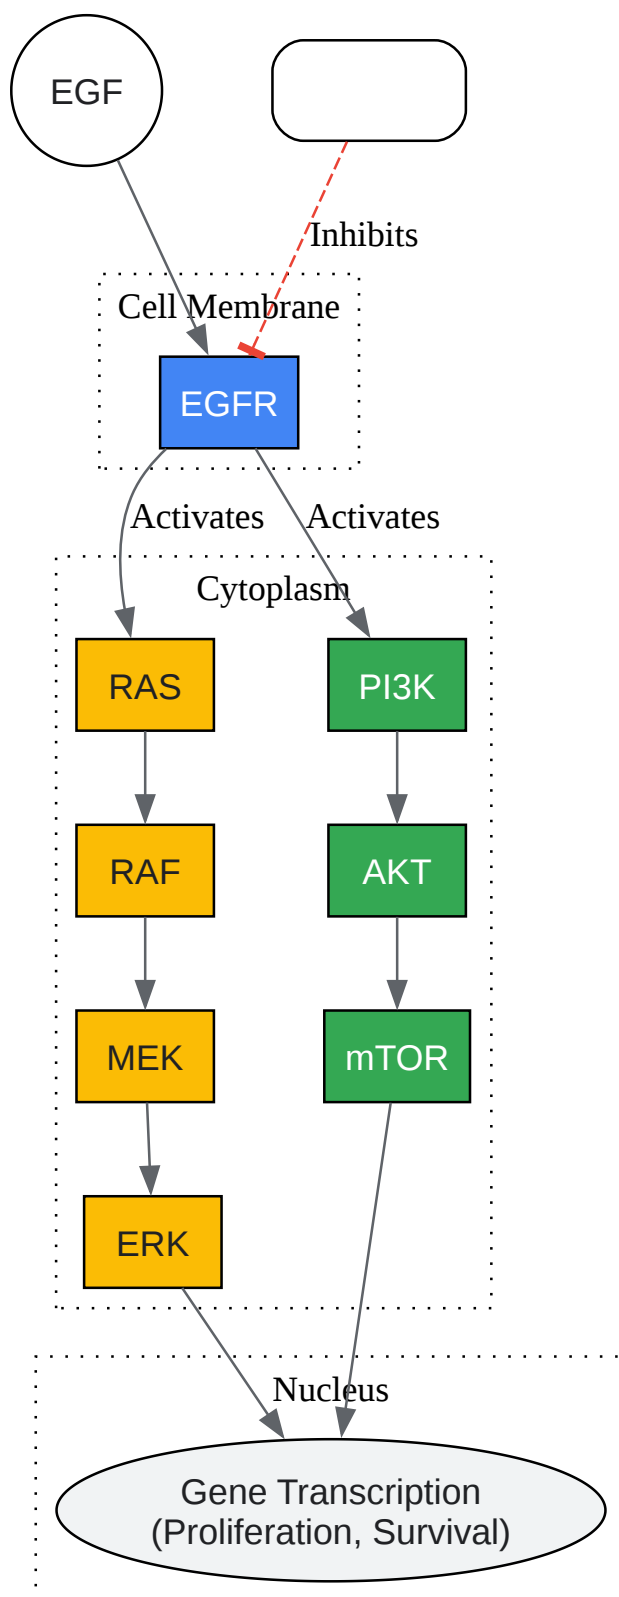 EGF
Inhibits
Cell Membrane
EGFR
Activates
Activates
Cytoplasm
RAS
PI3K
RAF
AKT
MEK
mTOR
ERK
Nucleus
Gene Transcription
(Proliferation, Survival)